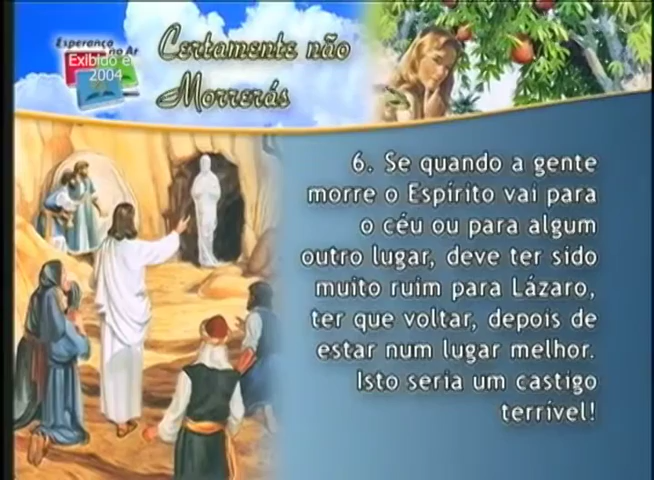 Esperança
no Ar
Exibido e
2004
Certamente não
Morrerás
6. Se quando a gente
morre o Espírito vai para
o céu ou para algum
outro lugar, deve ter sido
muito ruim para Lázaro,
ter que voltar, depois de
estar num lugar melhor.
Isto seria um castigo
terrível!